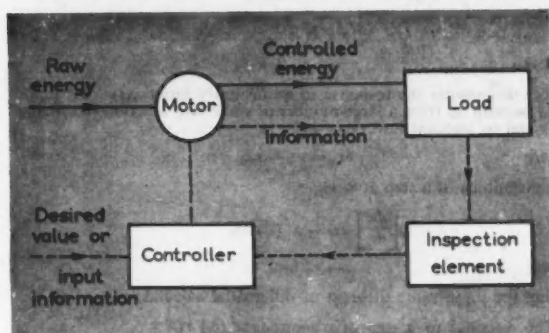 Controlled
energy
Raw
energy
Motor
Load
Information
Desired
value or
input
information
Controller
Inspection
element